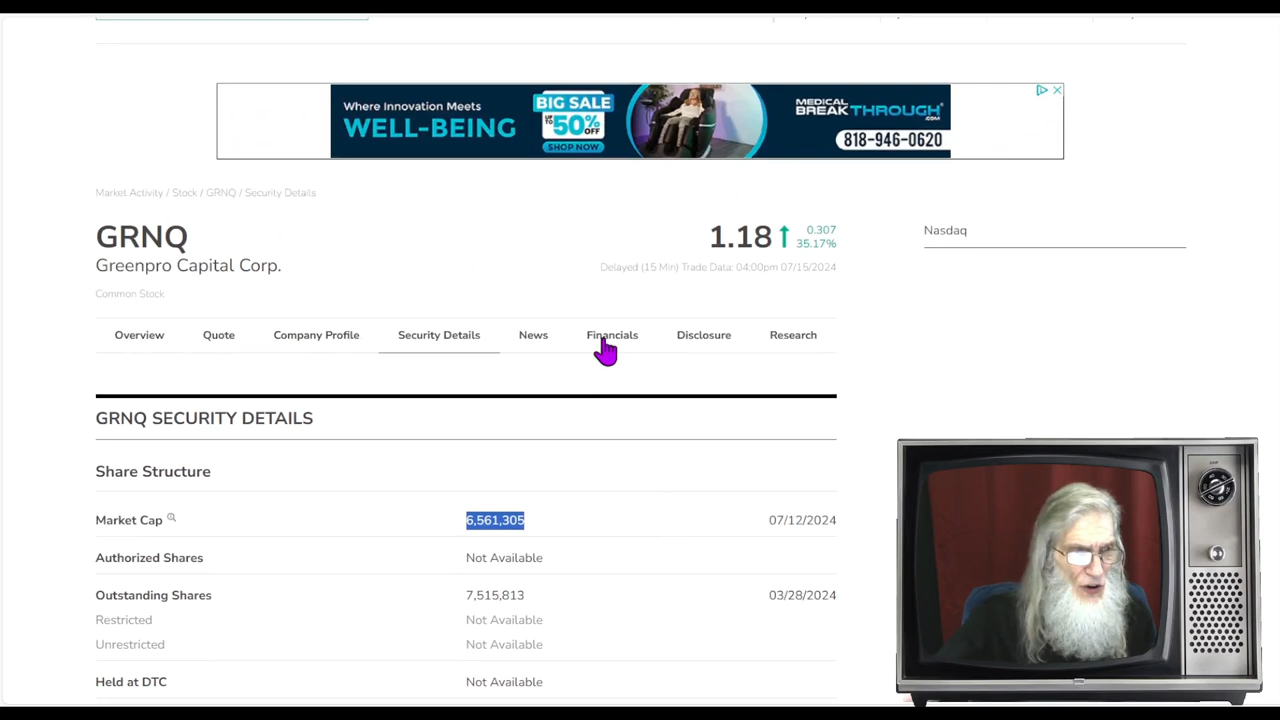 Where Innovation Meets
WELL-BEING
BIG SALE
UP TO 50% OFF
SHOP NOW
MEDICAL
BREAKTHROUGH
.COM
818-946-0620
Market Activity / Stock / GRNQ / Security Details
GRNQ
1.18
0.307
35.17%
Nasdaq
Greenpro Capital Corp.
Delayed (15 Min) Trade Data: 04:00pm 07/15/2024
Common Stock
Overview Quote Company Profile Security Details News Financials Disclosure Research
GRNQ SECURITY DETAILS
Share Structure
Market Cap 6,561,305 07/12/2024
Authorized Shares Not Available
Outstanding Shares 7,515,813 03/28/2024
Restricted Not Available
Unrestricted Not Available
Held at DTC Not Available